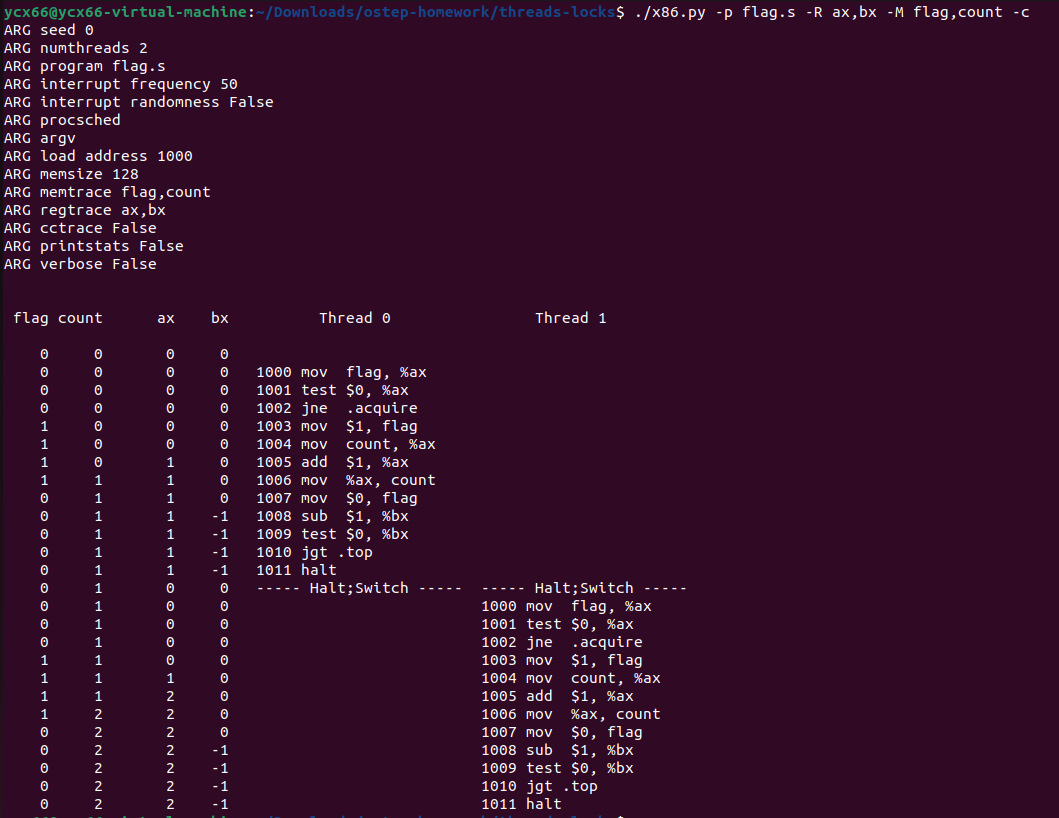 ycx66@ycx66-virtual-machine:~/Downloads/ostep-homework/threads-locks$ ./x86.py -p flag.s -R ax,bx -M flag,count -c
ARG seed 0
ARG numthreads 2
ARG program flag.s
ARG interrupt frequency 50
ARG interrupt randomness False
ARG procsched
ARG argv
ARG load address 1000
ARG memsize 128
ARG memtrace flag,count
ARG regtrace ax,bx
ARG cctrace False
ARG printstats False
ARG verbose False
flag count      ax    bx          Thread 0                Thread 1
0     0       0     0
0     0       0     0   1000 mov  flag, %ax
0     0       0     0   1001 test $0, %ax
0     0       0     0   1002 jne  .acquire
1     0       0     0   1003 mov  $1, flag
1     0       0     0   1004 mov  count, %ax
1     0       1     0   1005 add  $1, %ax
1     1       1     0   1006 mov  %ax, count
0     1       1     0   1007 mov  $0, flag
0     1       1    -1   1008 sub  $1, %bx
0     1       1    -1   1009 test $0, %bx
0     1       1    -1   1010 jgt .top
0     1       1    -1   1011 halt
0     1       0     0   ----- Halt;Switch -----  ----- Halt;Switch -----
0     1       0     0                            1000 mov  flag, %ax
0     1       0     0                            1001 test $0, %ax
0     1       0     0                            1002 jne  .acquire
1     1       0     0                            1003 mov  $1, flag
1     1       1     0                            1004 mov  count, %ax
1     1       2     0                            1005 add  $1, %ax
1     2       2     0                            1006 mov  %ax, count
0     2       2     0                            1007 mov  $0, flag
0     2       2    -1                            1008 sub  $1, %bx
0     2       2    -1                            1009 test $0, %bx
0     2       2    -1                            1010 jgt .top
0     2       2    -1                            1011 halt